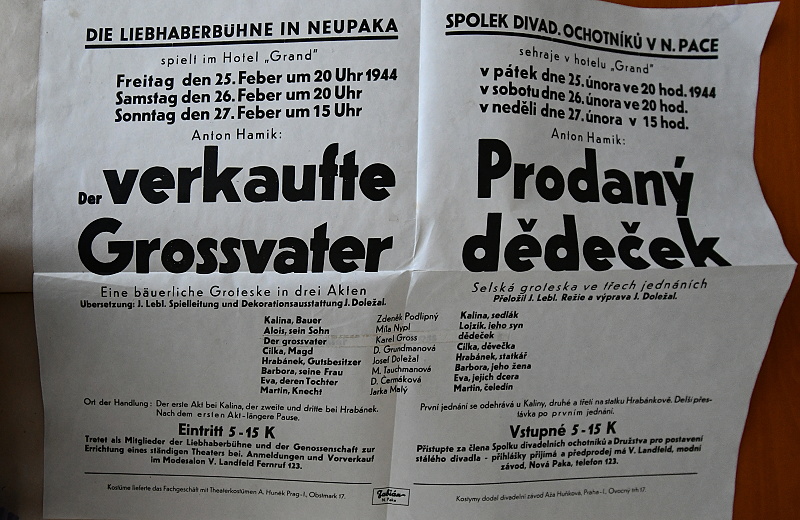 DIE LIEBHABERBÜHNE IN NEUPAKA
spielt im Hotel „Grand"
Freitag den 25. Feber um 20 Uhr 1944
Samstag den 26. Feber um 20 Uhr
Sonntag den 27. Feber um 15 Uhr
Anton Hamik:
Der verkaufte
Grossvater
Eine bäuerliche Groteske in drei Akten
Übersetzung: J. Lebl. Spielleitung und Dekorationsausstattung J. Doležal.
Kalina, Bauer
Alois, sein Sohn
Der grossvater
Cilka, Magd
Hrabánek, Gutsbesitzer
Barbora, seine Frau
Eva, deren Tochter
Martin, Knecht
Zdeněk Podlipný
Míla Nypl
Karel Gross
D. Grundmanová
Josef Doležal
M. Tauchmanová
D. Čermáková
Jarka Malý
Ort der Handlung: Der erste Akt bei Kalina, der zweite und dritte bei Hrabánek.
Nach dem ersten Akt - längere Pause.
Eintritt 5 - 15 K
Tretet als Mitglieder der Liebhaberbühne und der Genossenschaft zur
Errichtung eines ständigen Theaters bei. Anmeldungen und Vorverkauf
im Modesalon V. Landfeld Fernruf 123.
Kostüme lieferte das Fachgeschäft mit Theaterkostümen A. Huněk Prag-I, Obstmark 17.
SPOLEK DIVAD. OCHOTNÍKŮ V N. PACE
sehraje v hotelu „Grand"
v pátek dne 25. února ve 20 hod. 1944
v sobotu dne 26. února ve 20 hod.
v neděli dne 27. února v 15 hod.
Anton Hamik:
Prodaný
dědeček
Selská groteska ve třech jednáních
Přeložil J. Lebl. Režie a výprava J. Doležal.
Kalina, sedlák
Lojzík, jeho syn
dědeček
Cilka, děvečka
Hrabánek, statkář
Barbora, jeho žena
Eva, jejich dcera
Martin, čeledín
První jednání se odehrává u Kaliny, druhé a třetí na statku Hrabánkově. Delší přes-
távka po prvním jednání.
Vstupné 5 - 15 K
Přistupte za člena Spolku divadelních ochotníků a Družstva pro postavení
stálého divadla - přihlášky přijímá a předprodej má V. Landfeld, modní
závod, Nová Paka, telefon 123.
Kostymy dodal divadelní závod Aža Huňková, Praha-I., Ovocný trh 17.
Fabián
N. Paka